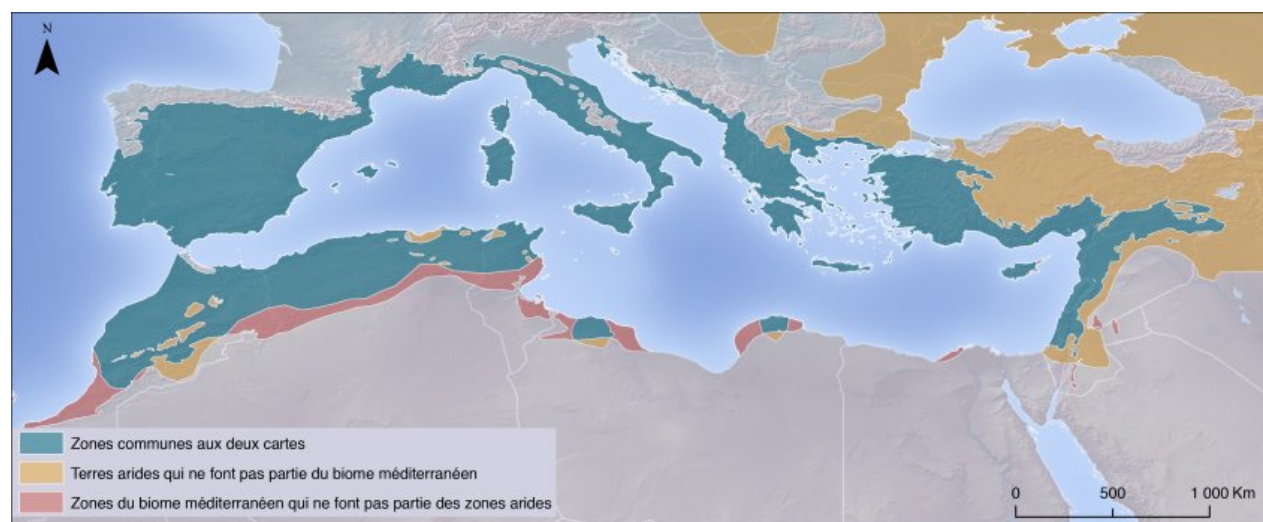 N
Zones communes aux deux cartes
Terres arides qui ne font pas partie du biome méditerranéen
Zones du biome méditerranéen qui ne font pas partie des zones arides
0 500 1 000 Km